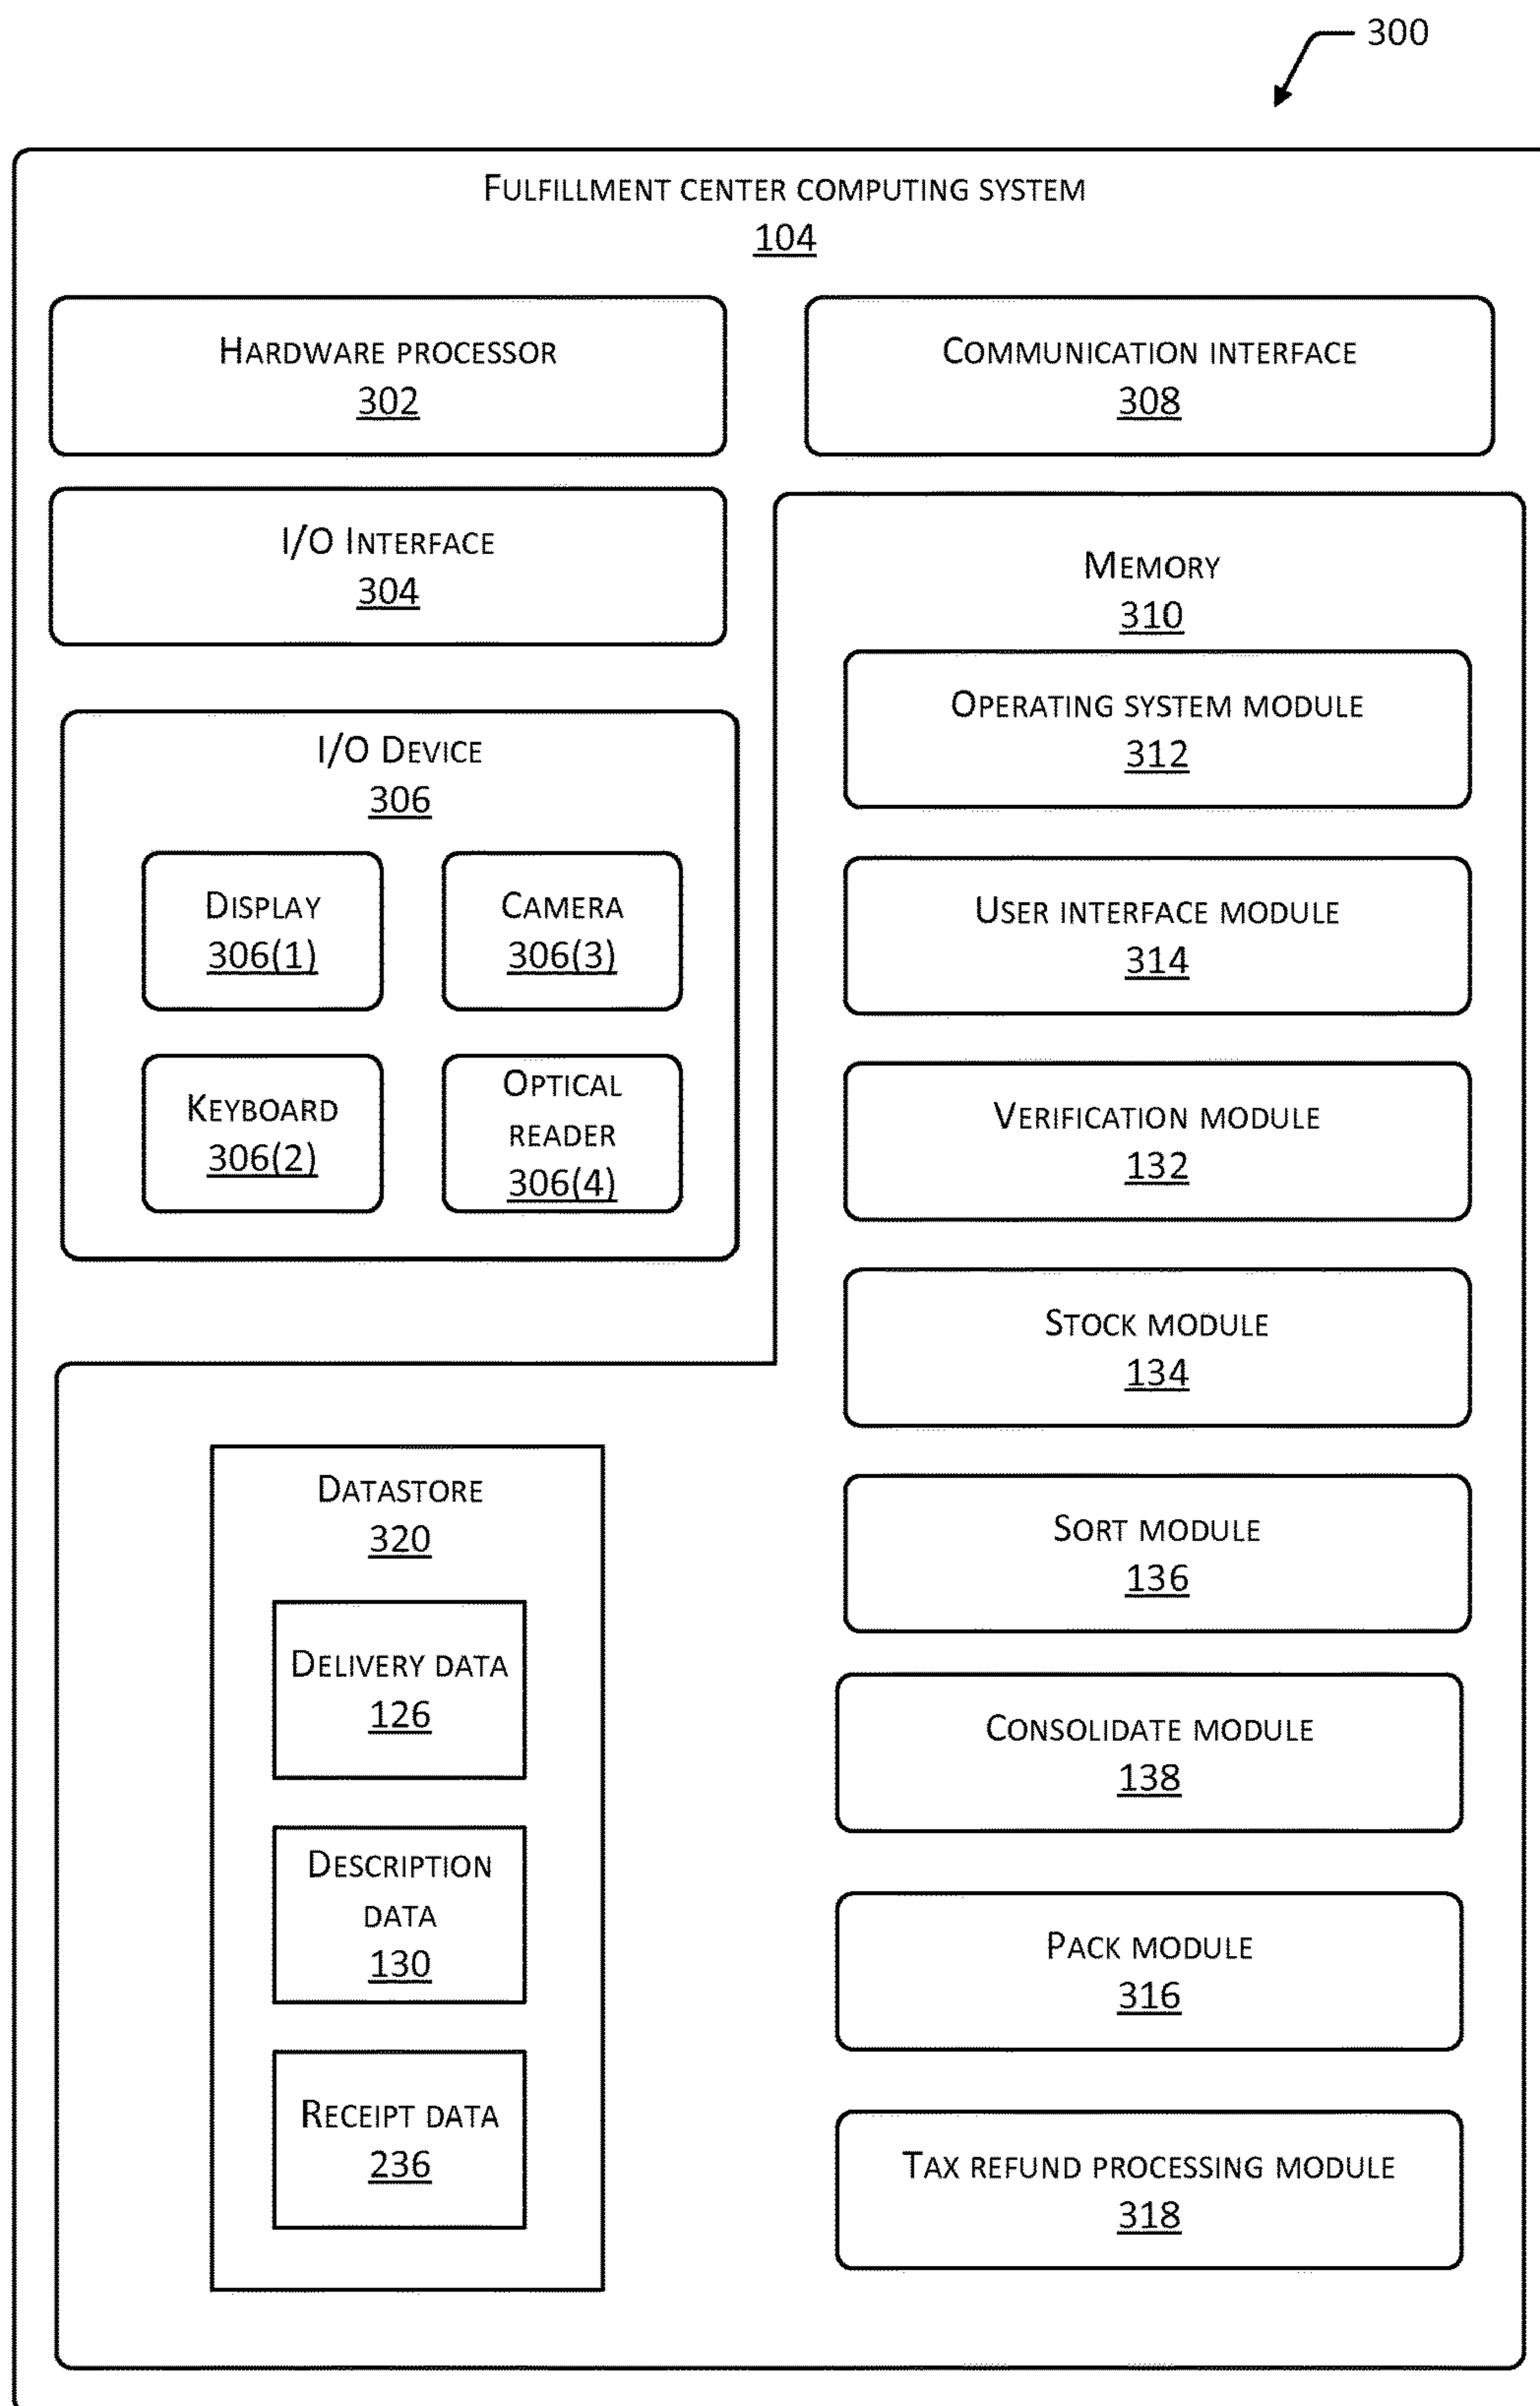 300
FULFILLMENT CENTER COMPUTING SYSTEM
104
HARDWARE PROCESSOR
302
COMMUNICATION INTERFACE
308
I/O INTERFACE
304
I/O DEVICE
306
DISPLAY
306(1)
CAMERA
306(3)
KEYBOARD
306(2)
OPTICAL
READER
306(4)
MEMORY
310
OPERATING SYSTEM MODULE
312
USER INTERFACE MODULE
314
VERIFICATION MODULE
132
STOCK MODULE
134
SORT MODULE
136
CONSOLIDATE MODULE
138
PACK MODULE
316
TAX REFUND PROCESSING MODULE
318
DATASTORE
320
DELIVERY DATA
126
DESCRIPTION
DATA
130
RECEIPT DATA
236